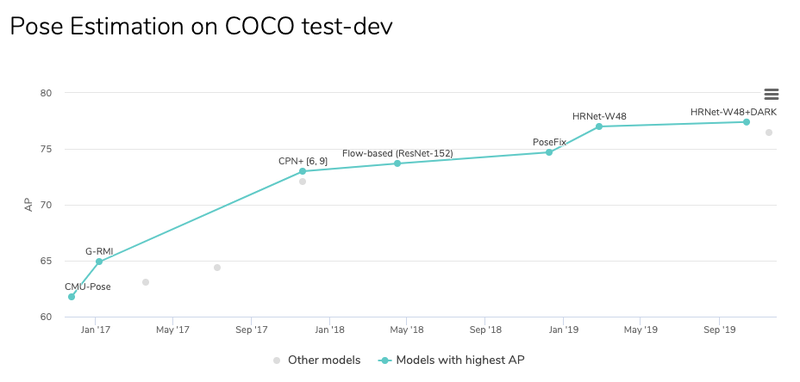 Pose Estimation on COCO test-dev
80
HRNet-W48+DARK
HRNet-W48
PoseFix
75
Flow-based (ResNet-152)
CPN+ [6, 9]
AP
70
G-RMI
65
CMU-Pose
60
Jan '17 May '17 Sep '17 Jan '18 May '18 Sep '18 Jan '19 May '19 Sep '19
Other models Models with highest AP